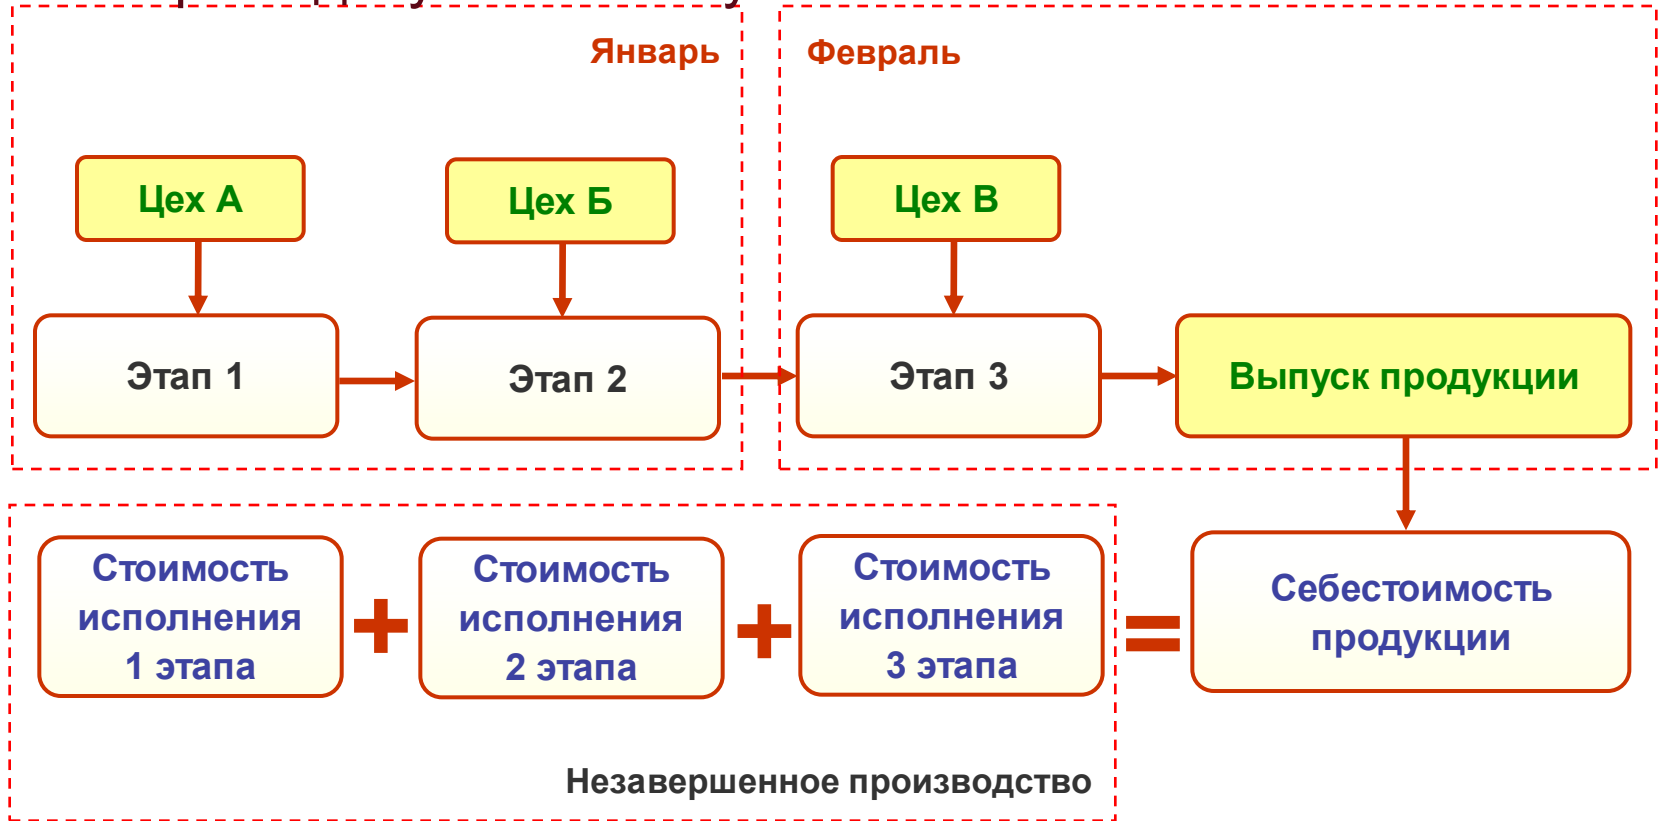 Январь
Февраль
Цех А
Цех Б
Цех В
Этап 1
Этап 2
Этап 3
Выпуск продукции
Стоимость
исполнения
1 этапа
+
Стоимость
исполнения
2 этапа
+
Стоимость
исполнения
3 этапа
=
Себестоимость
продукции
Незавершенное производство